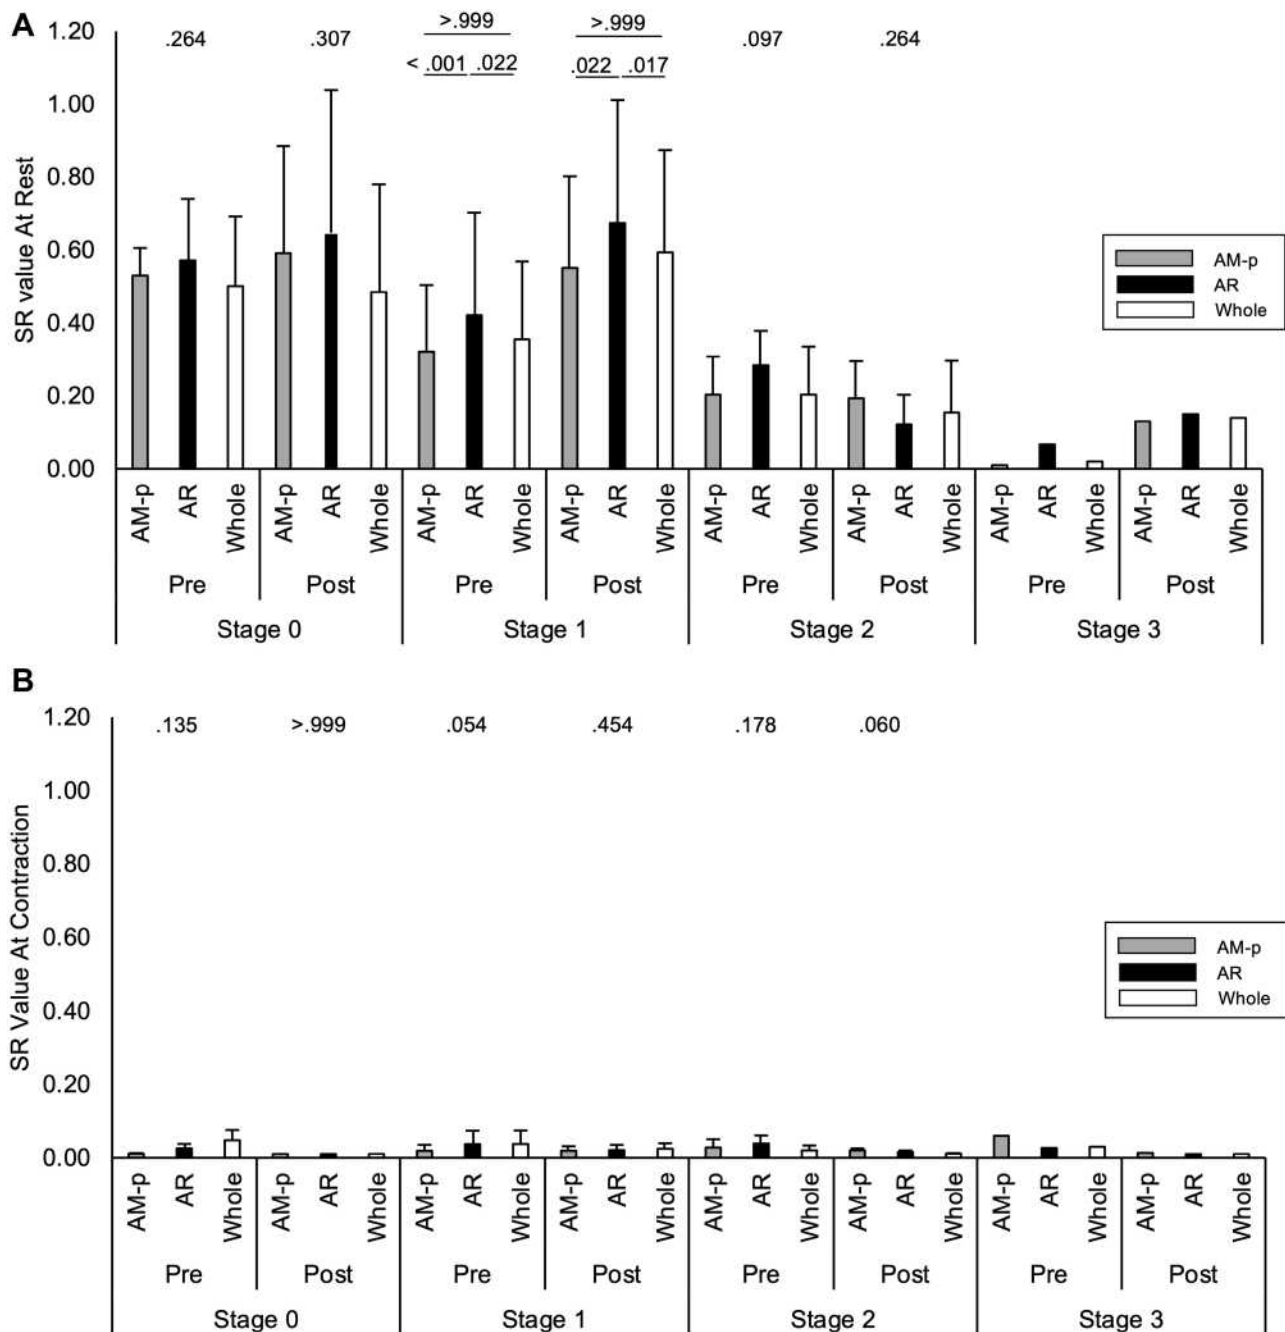 A
1.20
1.00
0.80
0.60
0.40
0.20
0.00
SR value At Rest
.264
.307
>.999
< .001 .022
>.999
.022 .017
.097
.264
AM-p
AR
Whole
AM-p AR Whole AM-p AR Whole AM-p AR Whole AM-p AR Whole AM-p AR Whole AM-p AR Whole AM-p AR Whole AM-p AR Whole
Pre Post Pre Post Pre Post Pre Post
Stage 0 Stage 1 Stage 2 Stage 3
B
1.20
1.00
0.80
0.60
0.40
0.20
0.00
SR Value At Contraction
.135 >.999 .054 .454 .178 .060
AM-p
AR
Whole
AM-p AR Whole AM-p AR Whole AM-p AR Whole AM-p AR Whole AM-p AR Whole AM-p AR Whole AM-p AR Whole AM-p AR Whole
Pre Post Pre Post Pre Post Pre Post
Stage 0 Stage 1 Stage 2 Stage 3